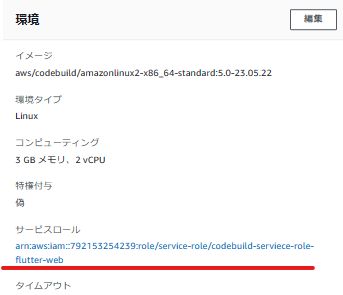 環境
編集
イメージ
aws/codebuild/amazonlinux2-x86_64-standard:5.0-23.05.22
環境タイプ
Linux
コンピューティング
3 GB メモリ、2 vCPU
特権付与
偽
サービスロール
arn:aws:iam::792153254239:role/service-role/codebuild-serviece-role-
flutter-web
タイムアウト